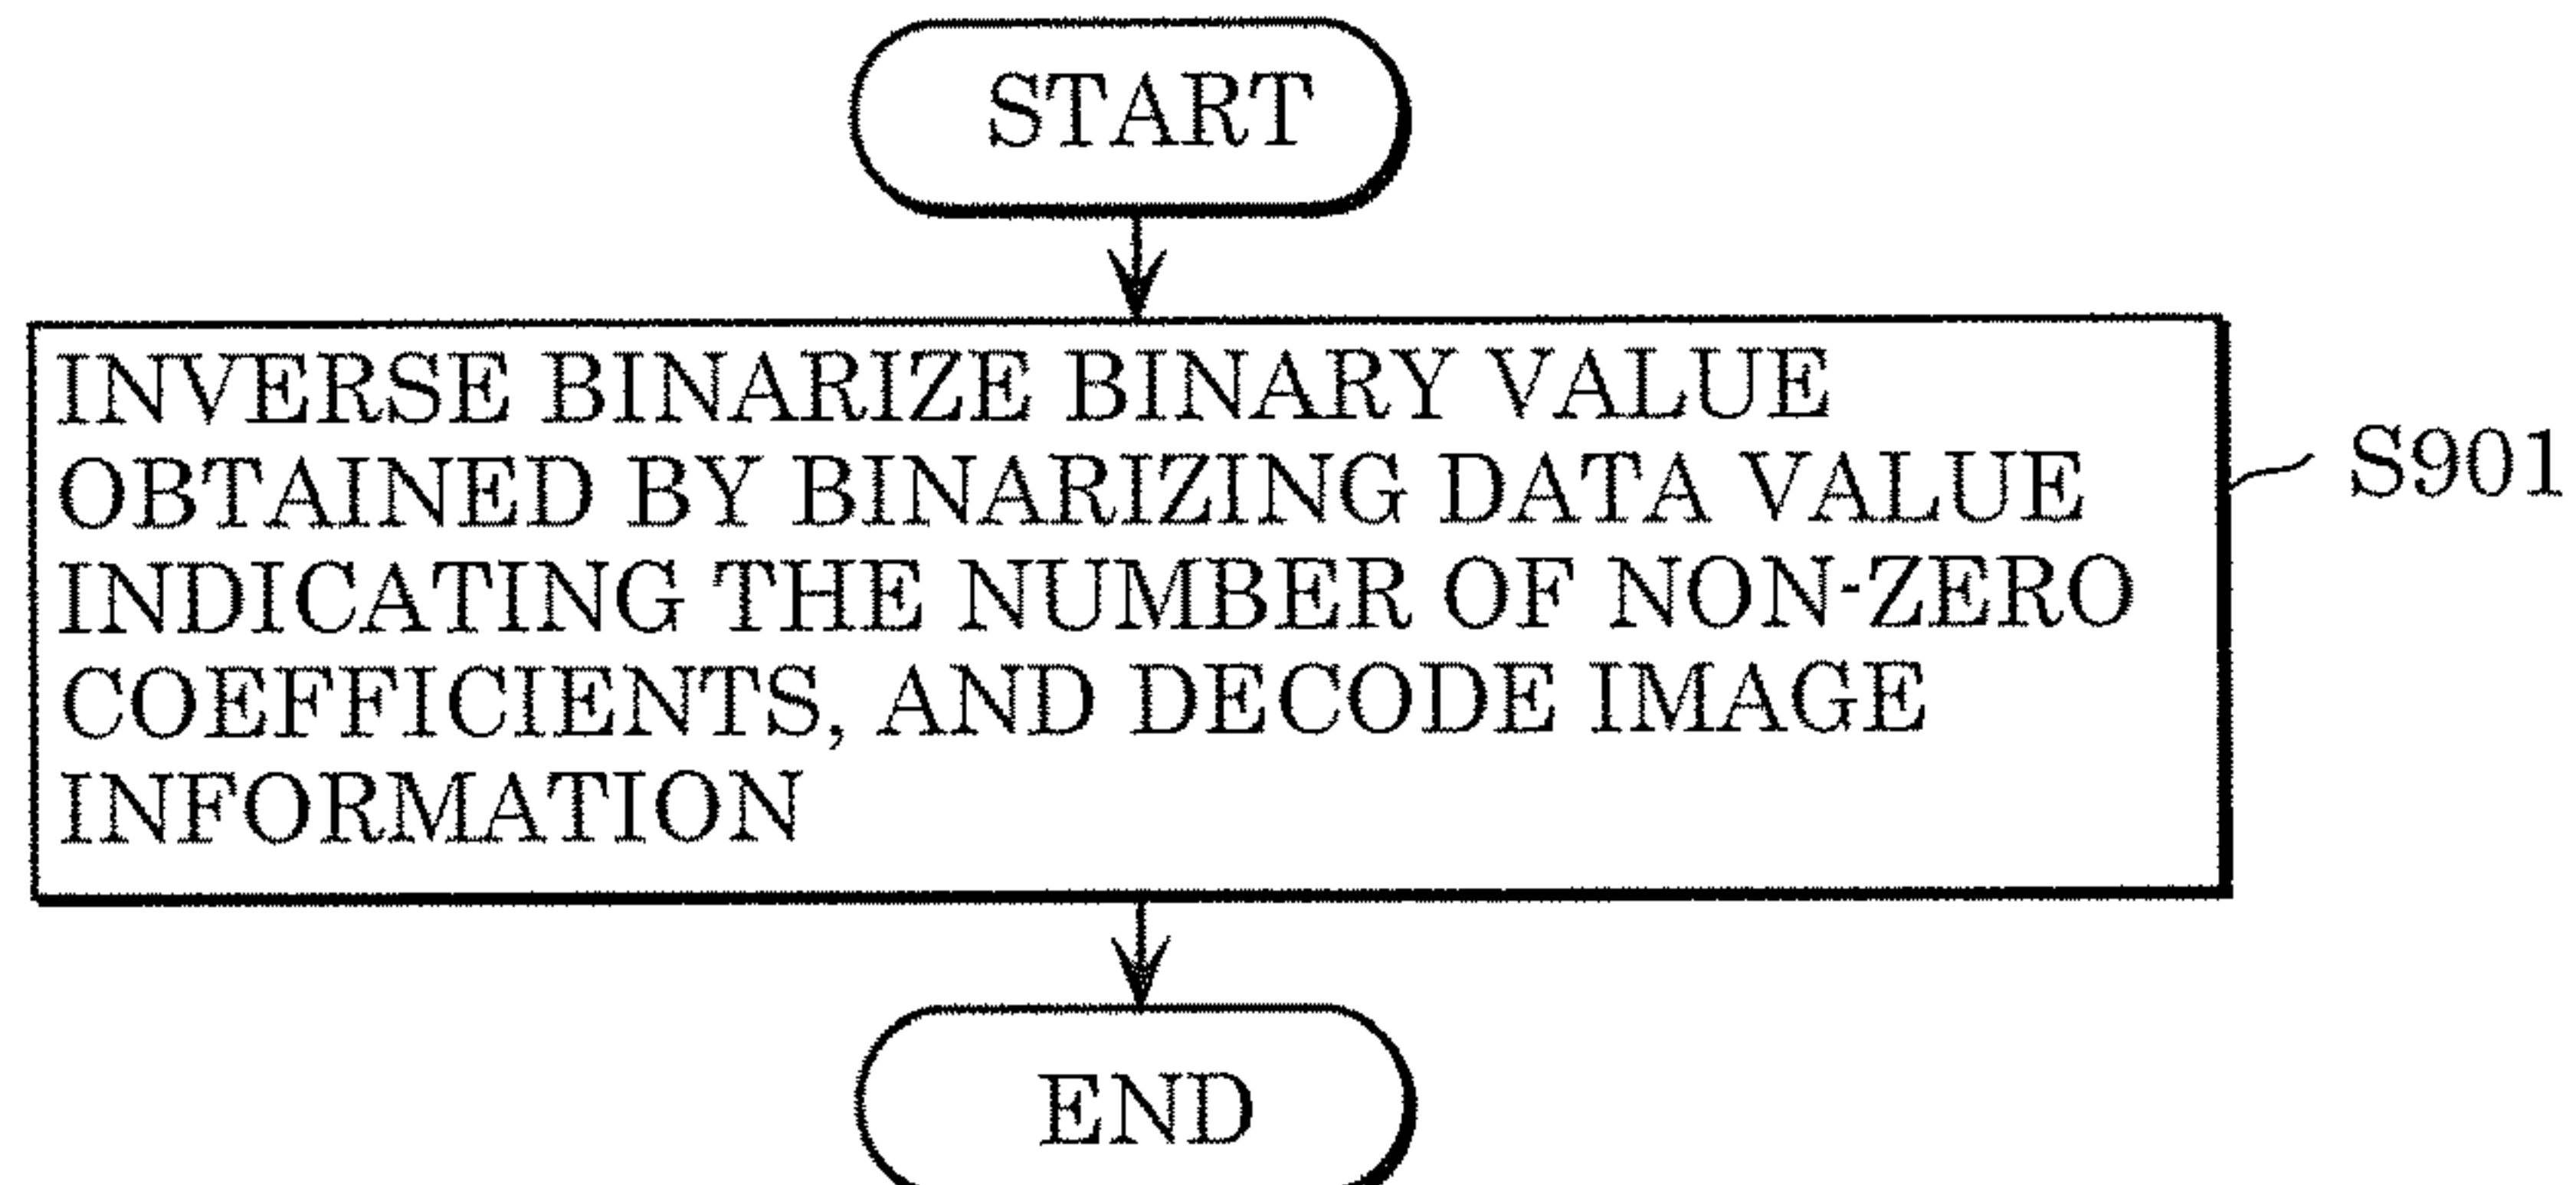 START
INVERSE BINARIZE BINARY VALUE
OBTAINED BY BINARIZING DATA VALUE
INDICATING THE NUMBER OF NON-ZERO
COEFFICIENTS, AND DECODE IMAGE
INFORMATION
S901
END